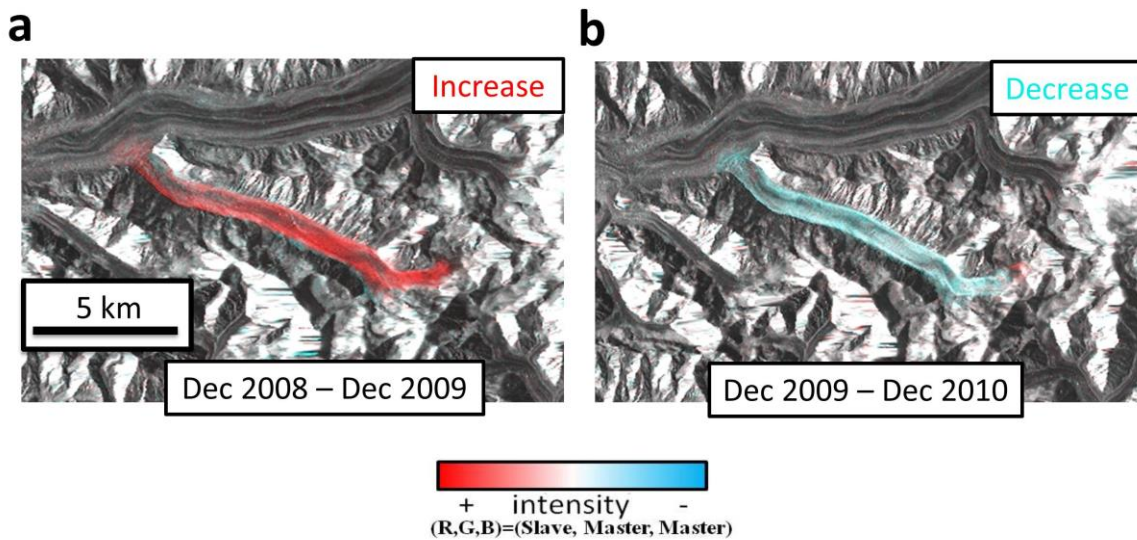 a
b
Increase
Decrease
5 km
Dec 2008 – Dec 2009
Dec 2009 – Dec 2010
+ intensity -
(R,G,B)=(Slave, Master, Master)